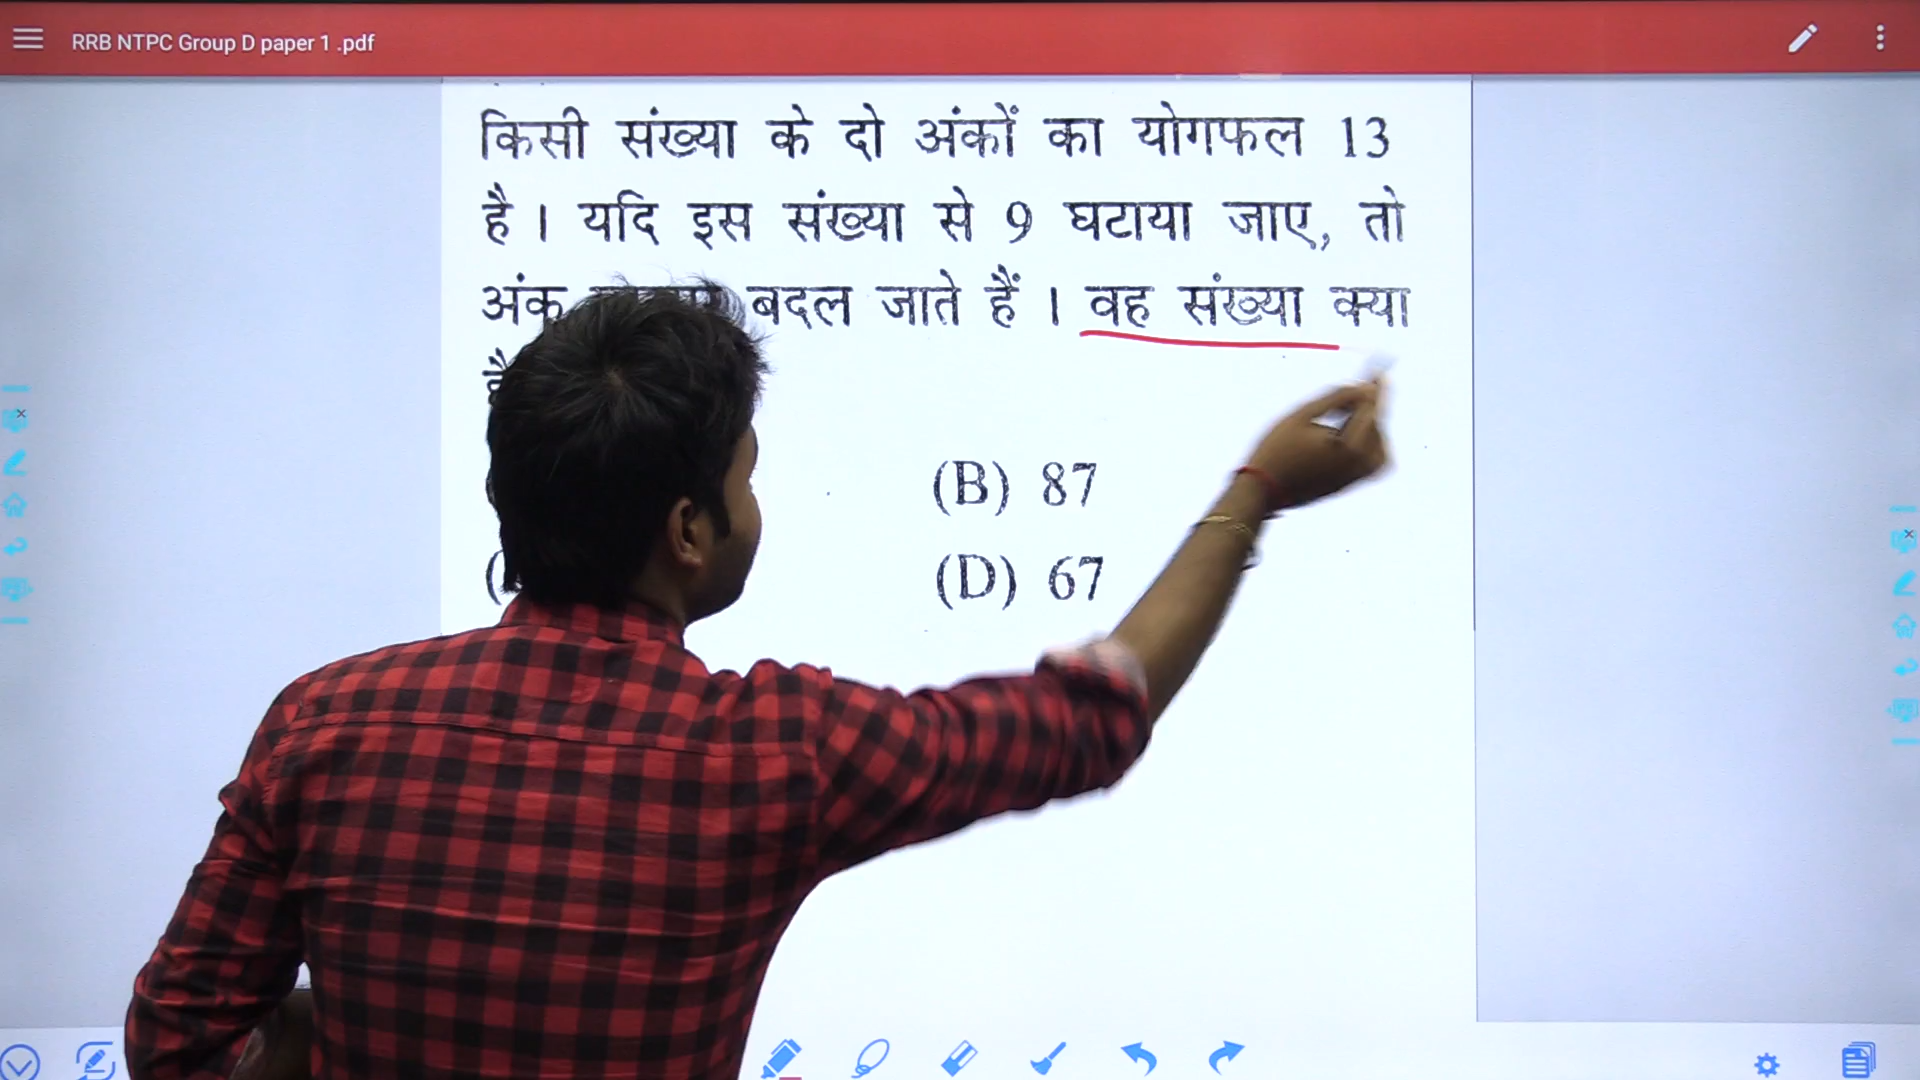 RRB NTPC Group D paper 1 .pdf
किसी संख्या के दो अंकों का योगफल 13
है । यदि इस संख्या से 9 घटाया जाए, तो
अंक बदल जाते हैं । वह संख्या क्या
(B) 87
(D) 67